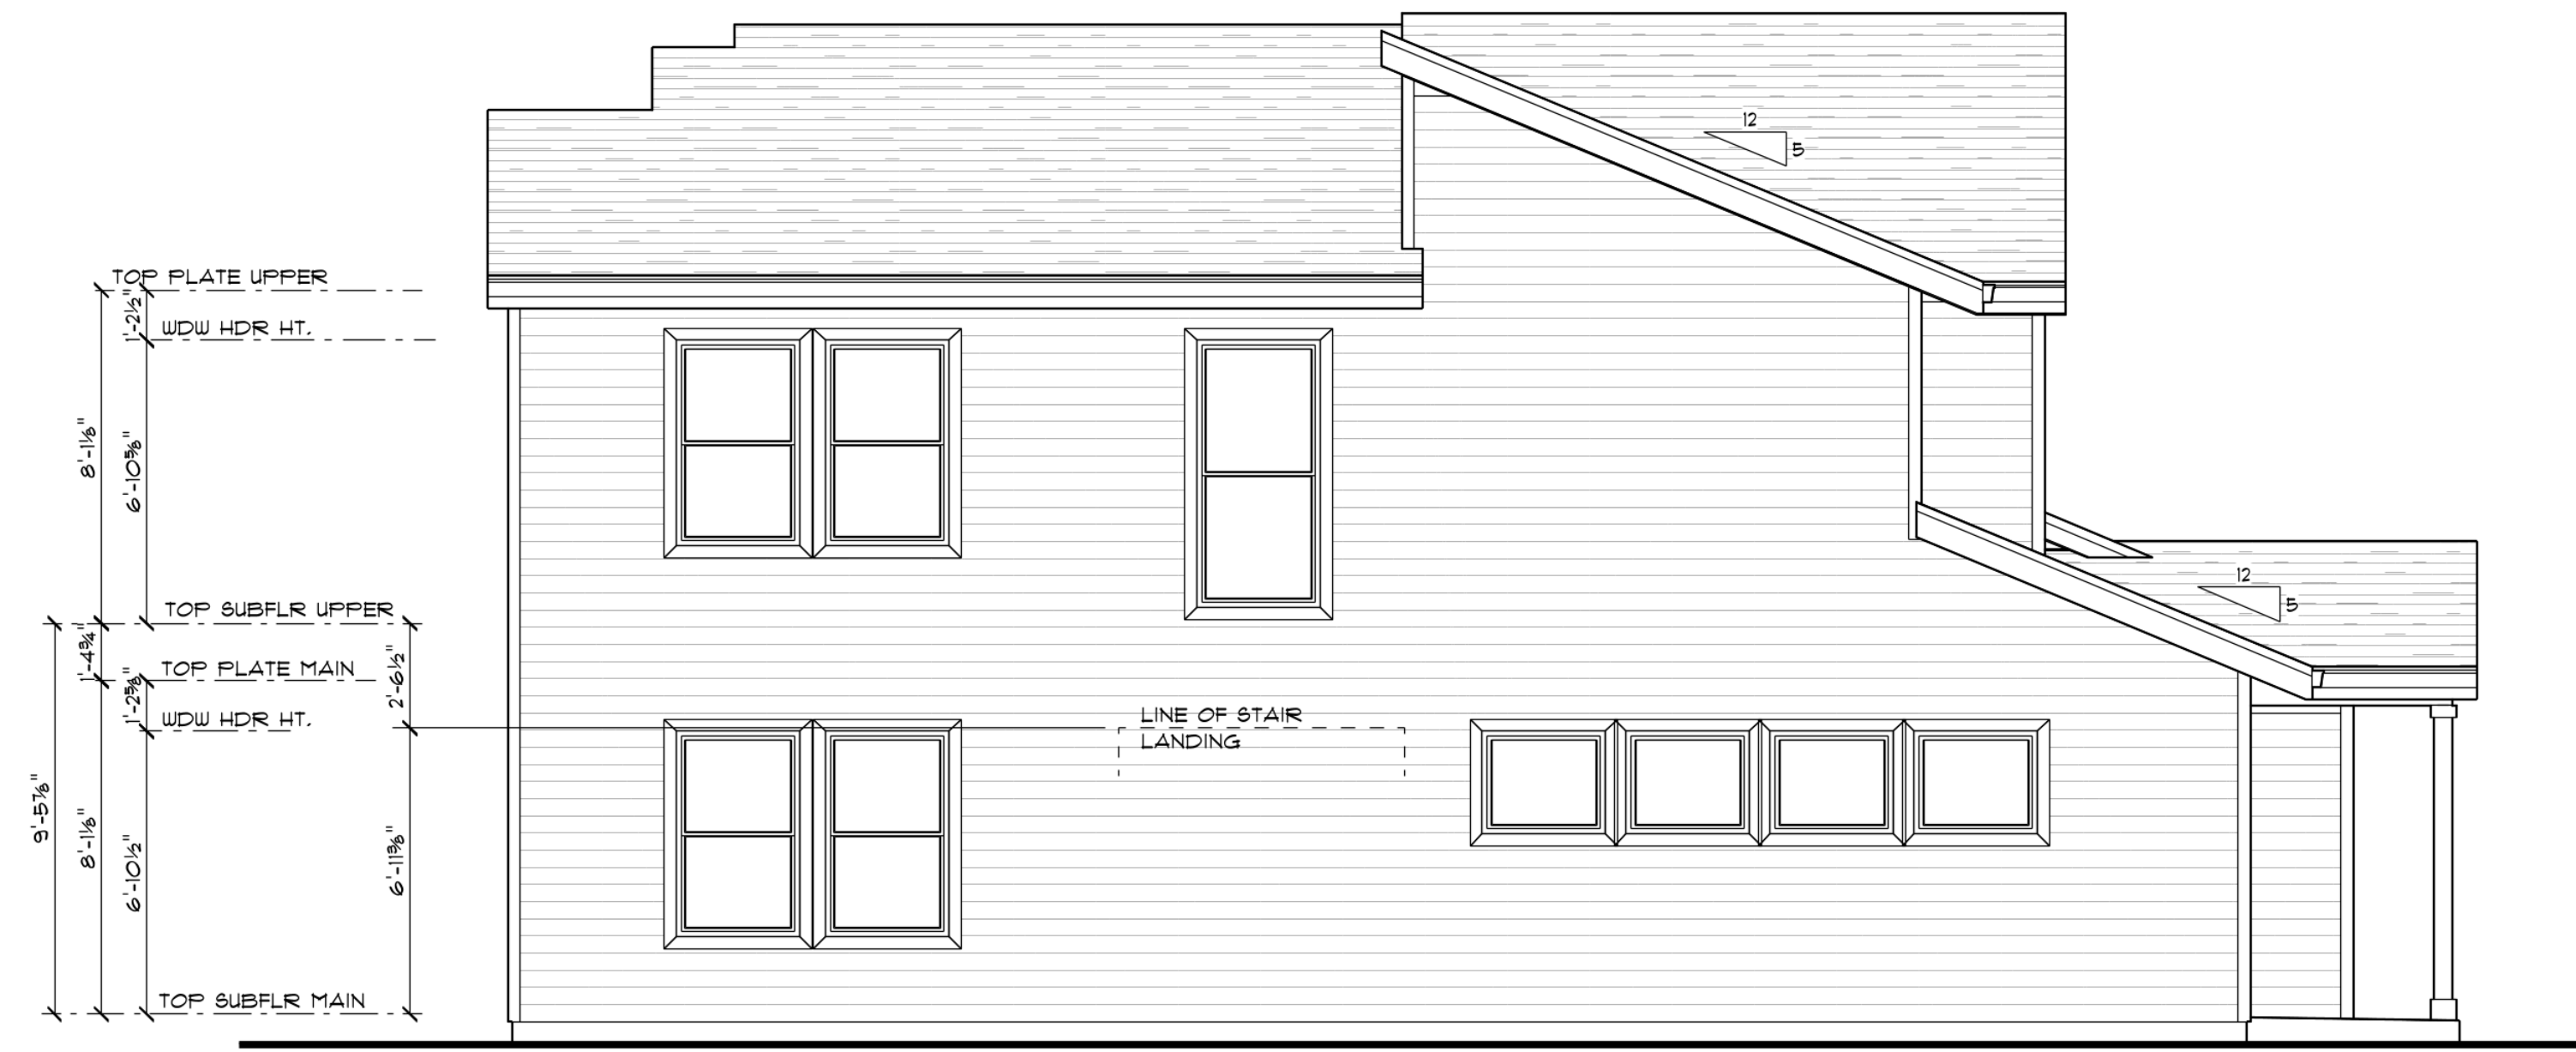 12
5
TOP PLATE UPPER
1'-2½"
WDW HDR HT.
8'-1⅛"
6'-10⅝"
12
5
TOP SUBFLR UPPER
1'-4¾"
2'-6½"
TOP PLATE MAIN
1'-2⅝"
WDW HDR HT.
LINE OF STAIR
LANDING
9'-5⅞"
8'-1⅛"
6'-10½"
6'-11⅜"
TOP SUBFLR MAIN